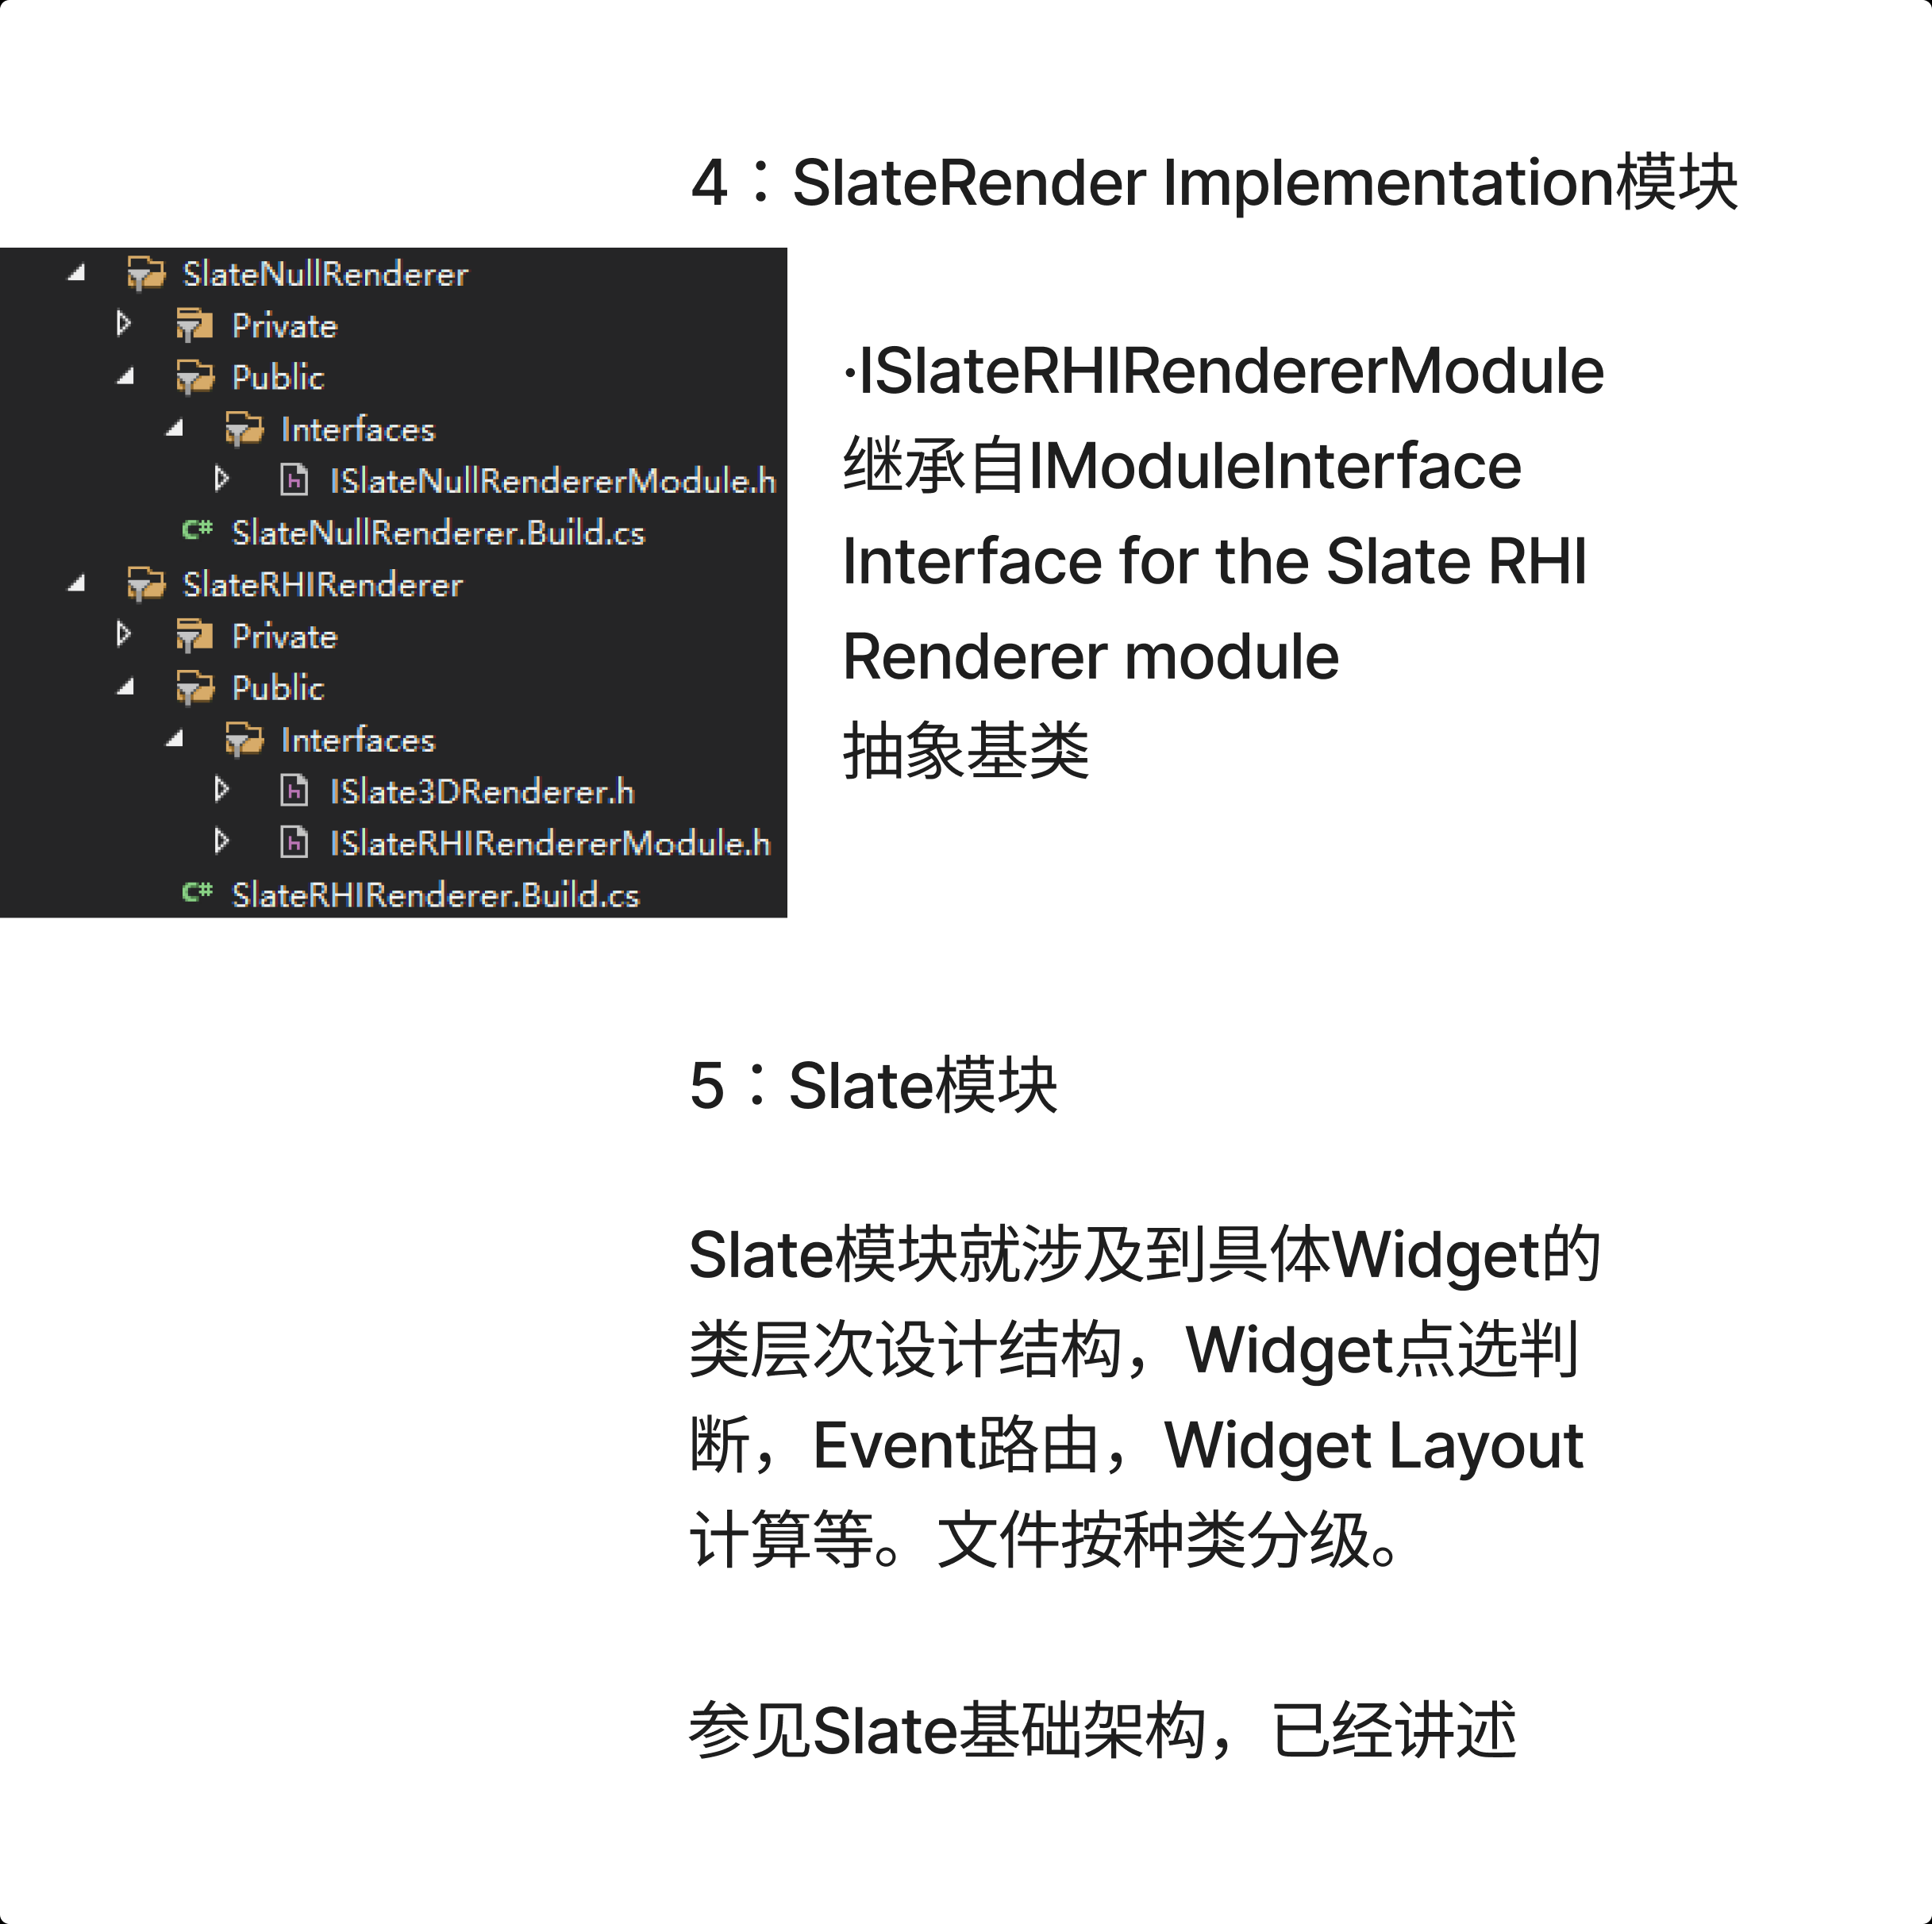 4：SlateRender Implementation模块
SlateNullRenderer
Private
Public
Interfaces
ISlateNullRendererModule.h
C# SlateNullRenderer.Build.cs
SlateRHIRenderer
Private
Public
Interfaces
ISlate3DRenderer.h
ISlateRHIRendererModule.h
C# SlateRHIRenderer.Build.cs
·ISlateRHIRendererModule
继承自IModuleInterface
Interface for the Slate RHI
Renderer module
抽象基类
5：Slate模块
Slate模块就涉及到具体Widget的
类层次设计结构，Widget点选判
断，Event路由，Widget Layout
计算等。文件按种类分级。
参见Slate基础架构，已经讲述